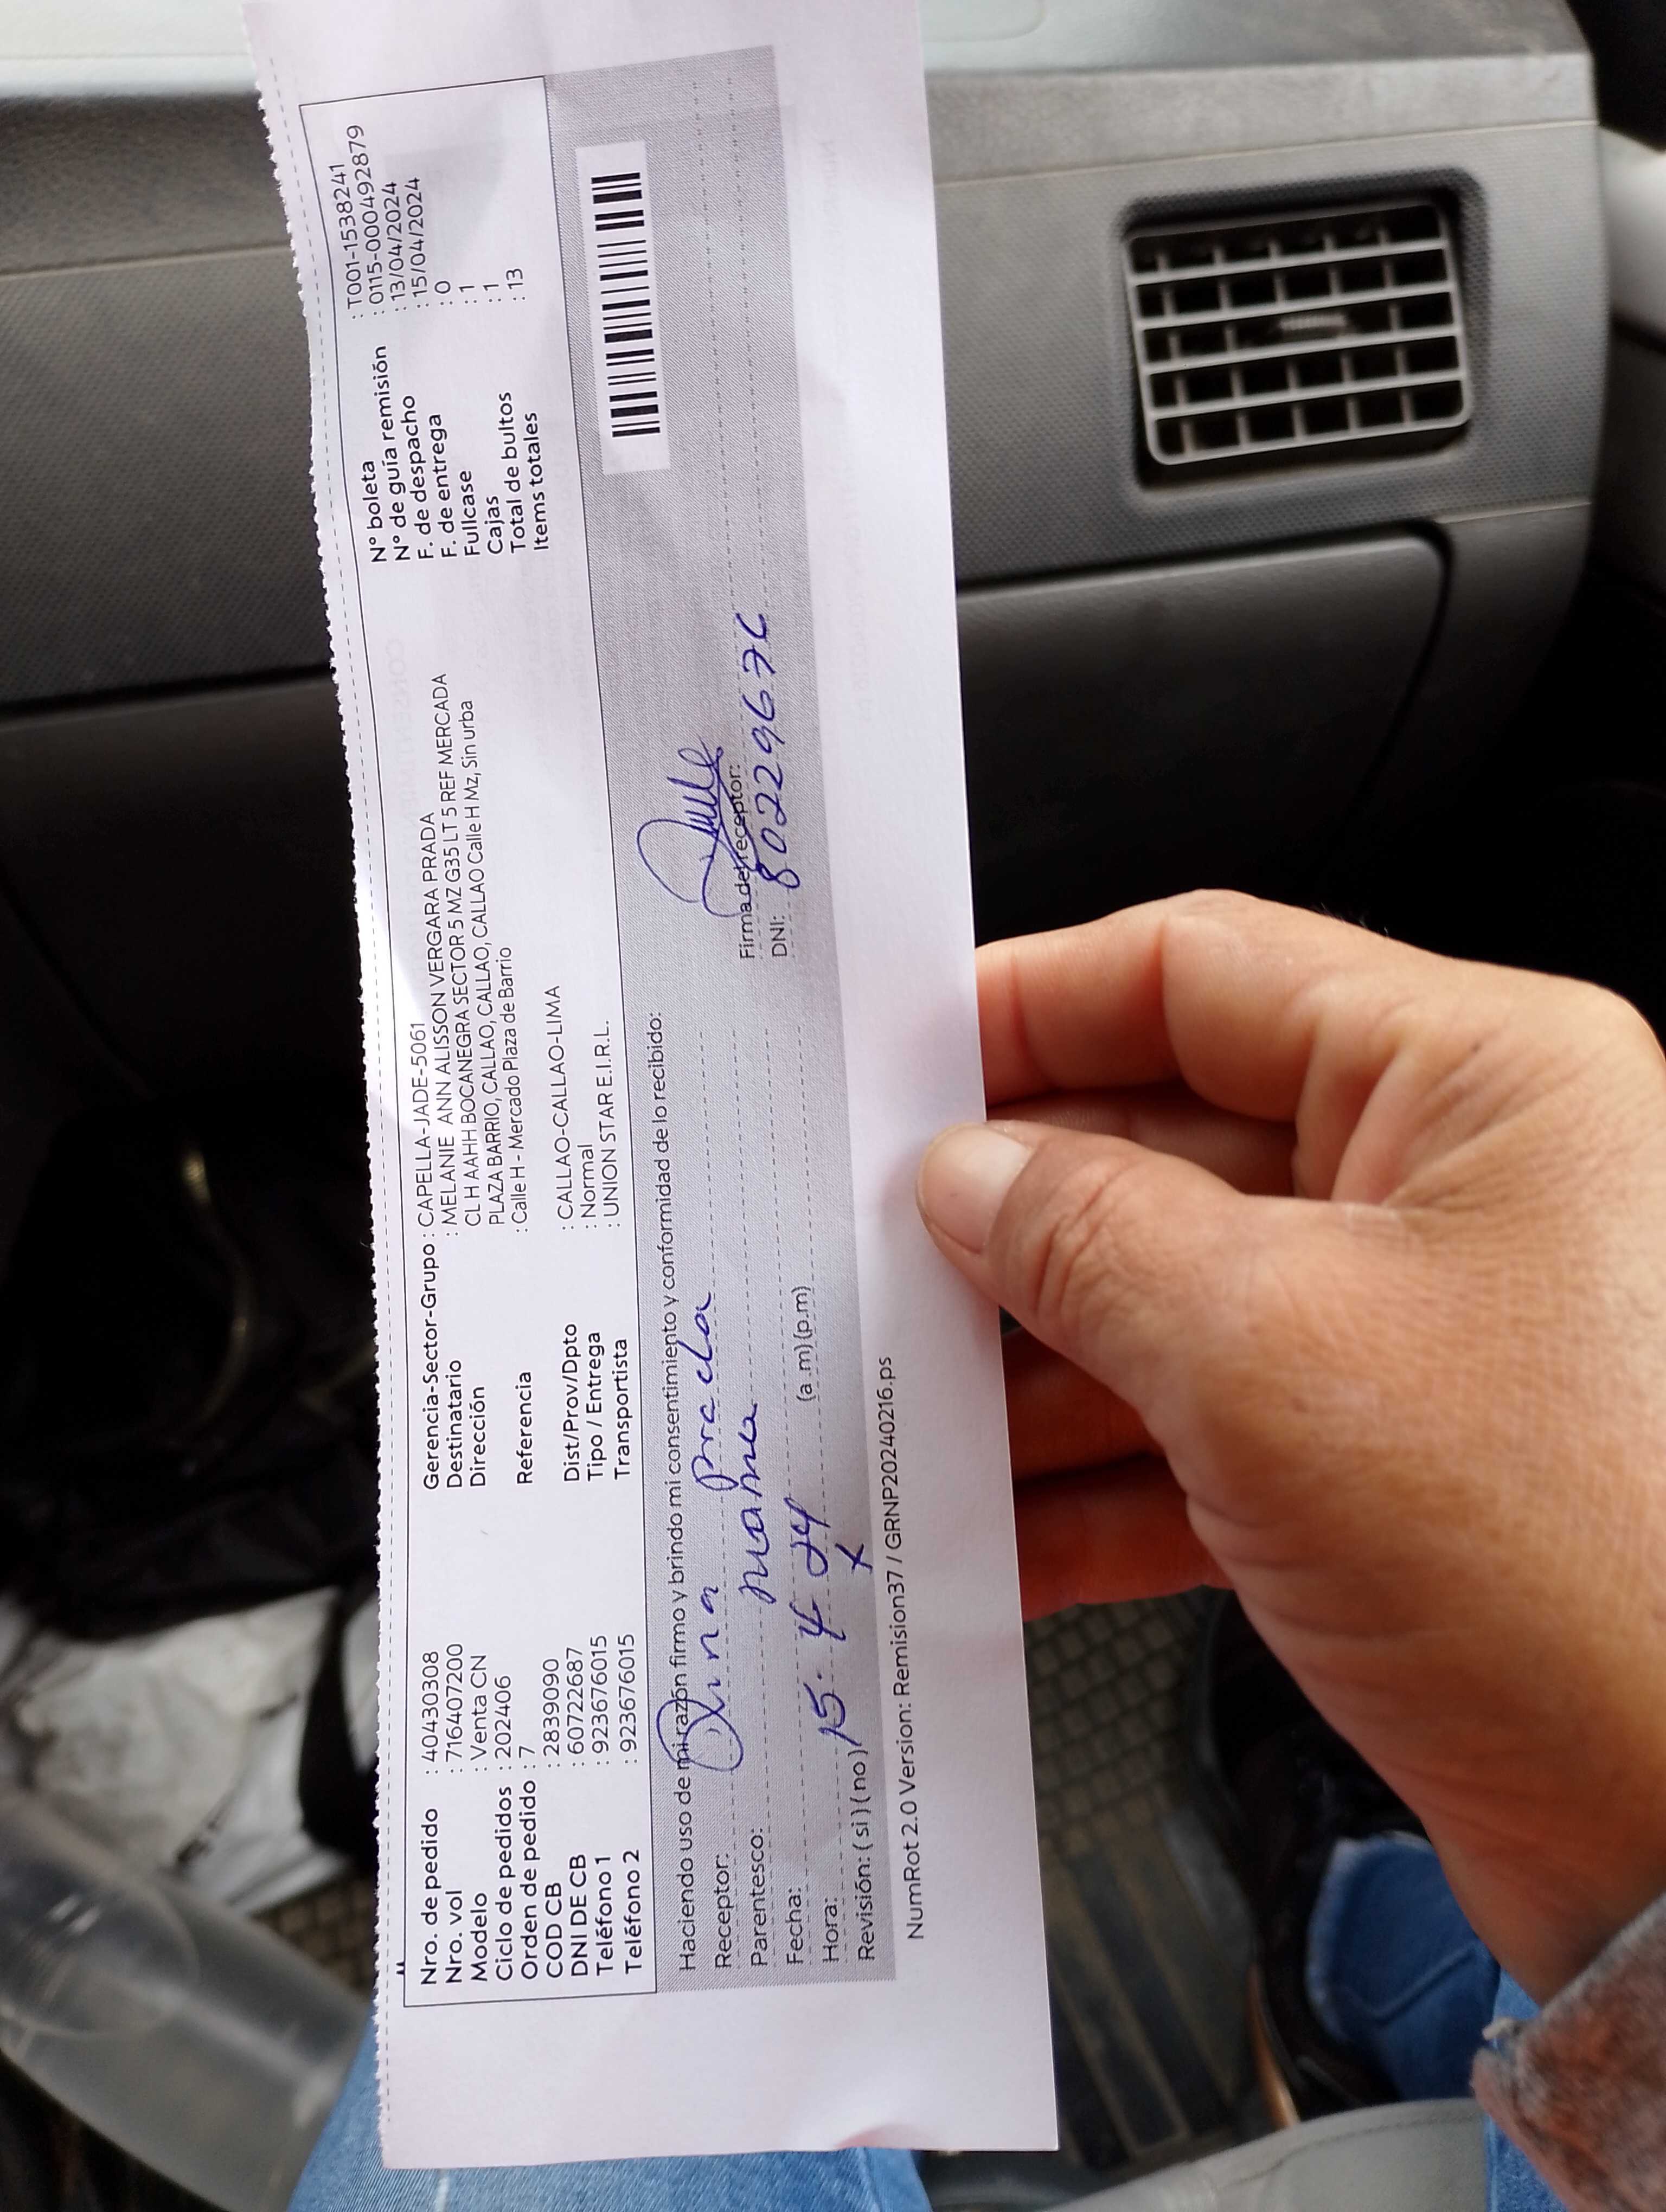 Nro. de pedido : 40430308
Nro. vol : 716407200
Modelo : Venta CN
Ciclo de pedidos : 202406
Orden de pedido : 7
COD CB : 2839090
DNI DE CB : 60722687
Teléfono 1 : 923676015
Teléfono 2 : 923676015
Gerencia-Sector-Grupo : CAPELLA-JADE-5061
Destinatario : MELANIE ANN ALISSON VERGARA PRADA
Dirección CL H AAHH BOCANEGRA SECTOR 5 MZ G35 LT 5 REF MERCADA
PLAZA BARRIO, CALLAO, CALLAO, CALLAO Calle H Mz, Sin urba
Referencia : Calle H - Mercado Plaza de Barrio
Dist/Prov/Dpto : CALLAO-CALLAO-LIMA
Tipo / Entrega : Normal
Transportista : UNION STAR E.I.R.L.
N° boleta : T001-1538241
N° de guía remisión : 0115-0000492879
F. de despacho : 13/04/2024
F. de entrega : 15/04/2024
Fullcase : 0
Cajas : 1
Total de bultos : 1
Items totales : 13
Haciendo uso de mi razón firmo y brindo mi consentimiento y conformidad de lo recibido:
Receptor: prada
Parentesco: mama
Fecha: 15. 4 24
Hora: (a .m) (p.m)
Revisión: ( si ) ( no ) x
Firma del receptor:
DNI: 8022967
NumRot 2.0 Version: Remision37 / GRNP20240216.ps